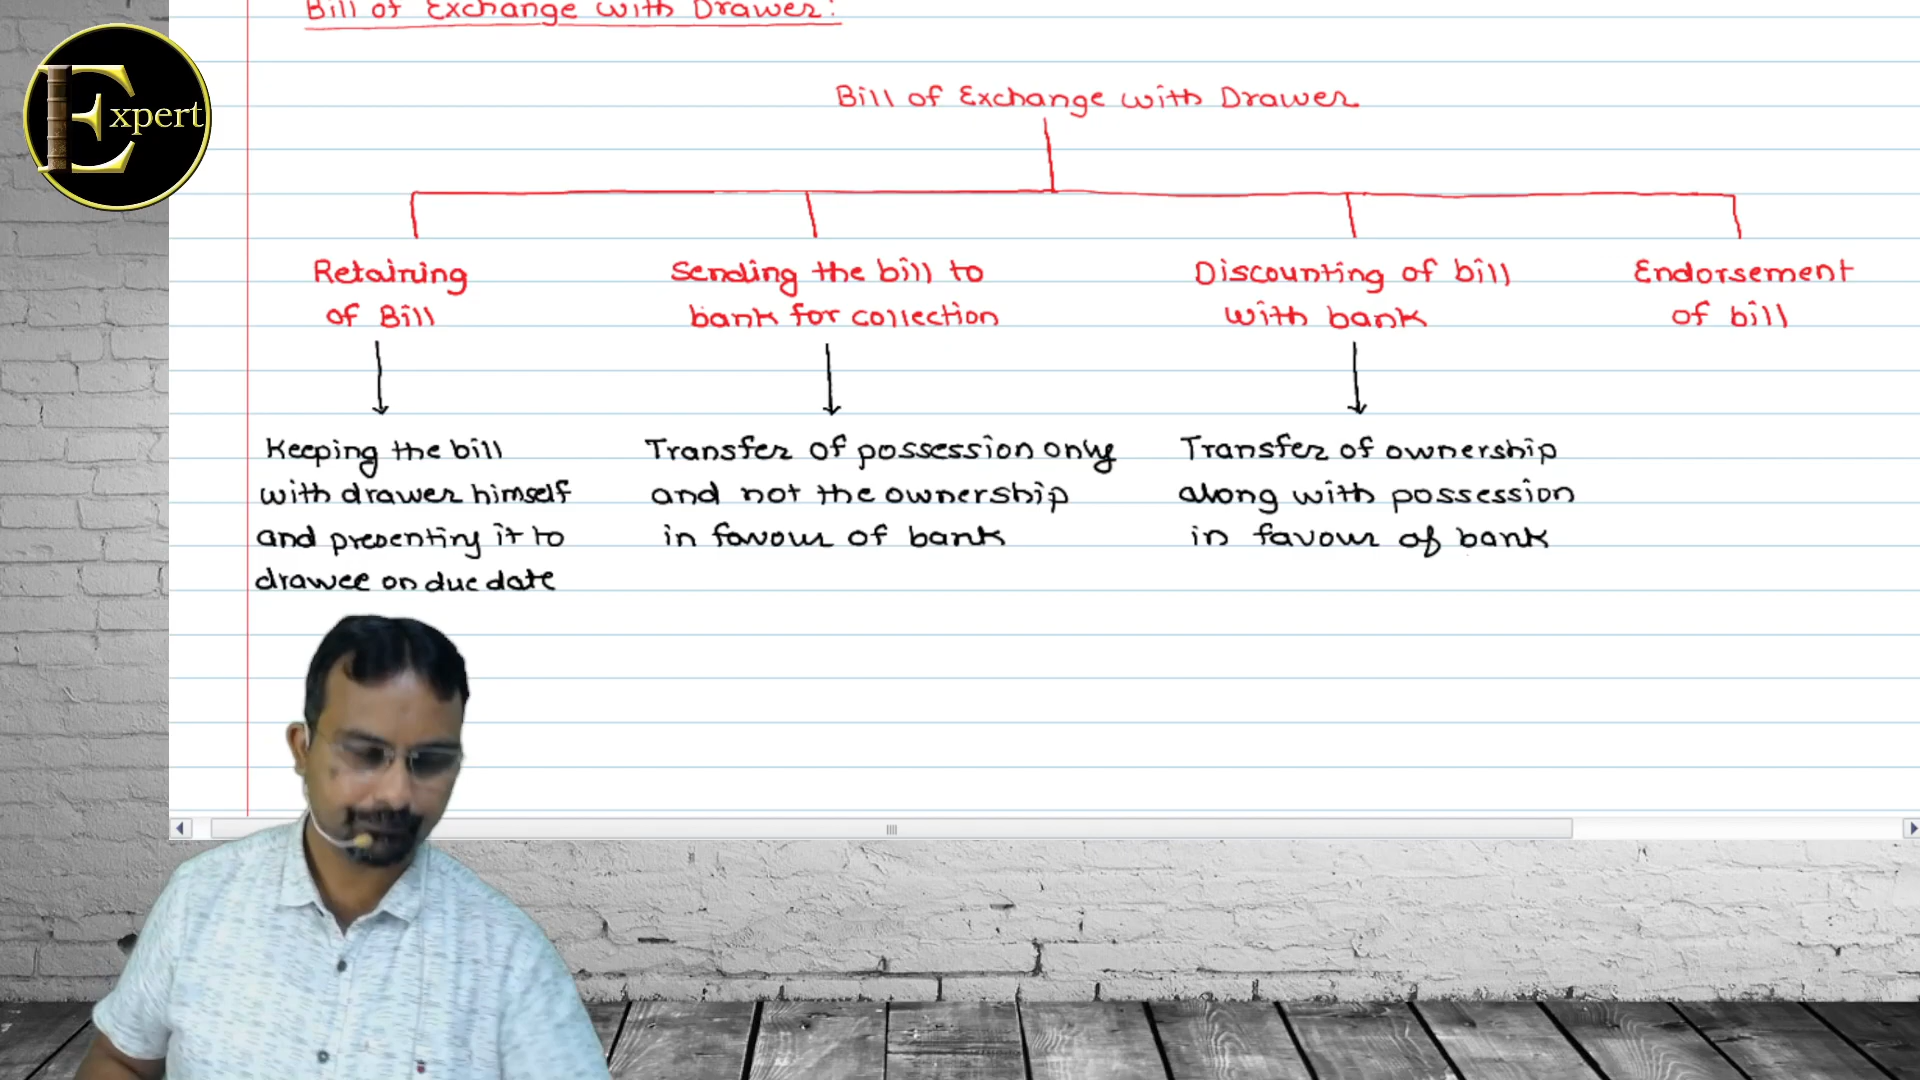 Bill of Exchange with Drawer:
Expert
Bill of Exchange with Drawer
Retaining
of Bill
Sending the bill to
bank for collection
Discounting of bill
with bank
Endorsement
of bill
Keeping the bill
with drawer himself
and presenting it to
drawee on due date
Transfer of possession only
and not the ownership
in favour of bank
Transfer of ownership
along with possession
in favour of bank